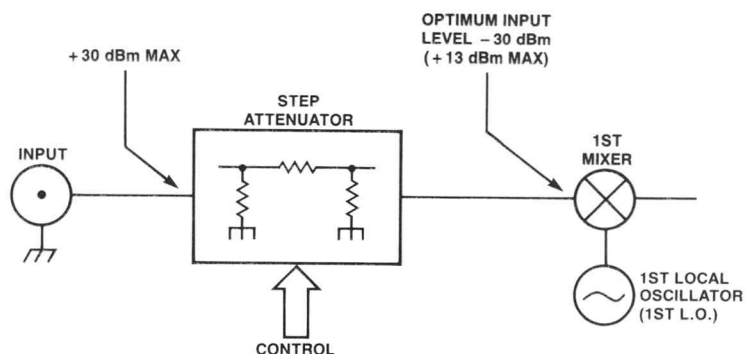 OPTIMUM INPUT
LEVEL – 30 dBm
(+ 13 dBm MAX)
+ 30 dBm MAX
STEP
ATTENUATOR
INPUT
1ST
MIXER
1ST LOCAL
OSCILLATOR
(1ST L.O.)
CONTROL